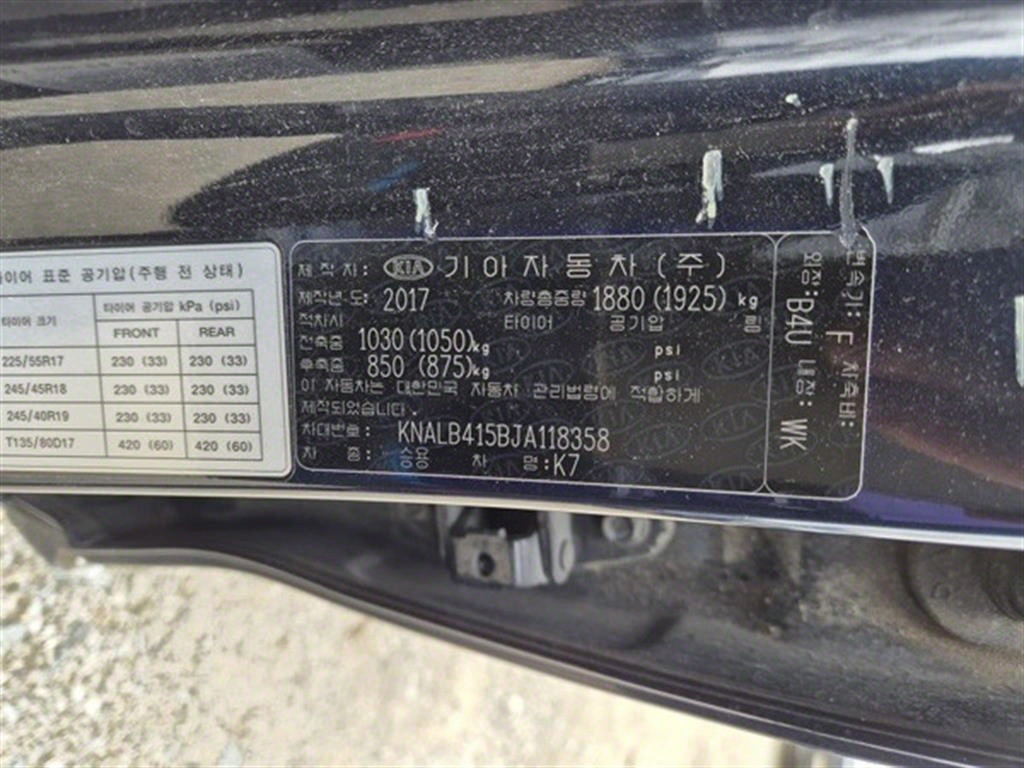 타이어 표준 공기압(주행 전 상태)
타이어 크기
타이어 공기압 kPa (psi)
FRONT REAR
225/55R17 230 (33) 230 (33)
245/45R18 230 (33) 230 (33)
245/40R19 230 (33) 230 (33)
T135/80D17 420 (60) 420 (60)
제작자: KIA 기아자동차(주)
제작년도: 2017 차량총중량 1880(1925) kg
적차시 타이어 공기압 림
전축중 1030(1050)kg psi
후축중 850(875)kg psi
이 자동차는 대한민국 자동차 관리법령에 적합하게
제작되었습니다.
차대번호: KNALB415BJA118358
차종: 승용 차명:K7
변속기: F 저속비:
외장: B4U 내장: WK